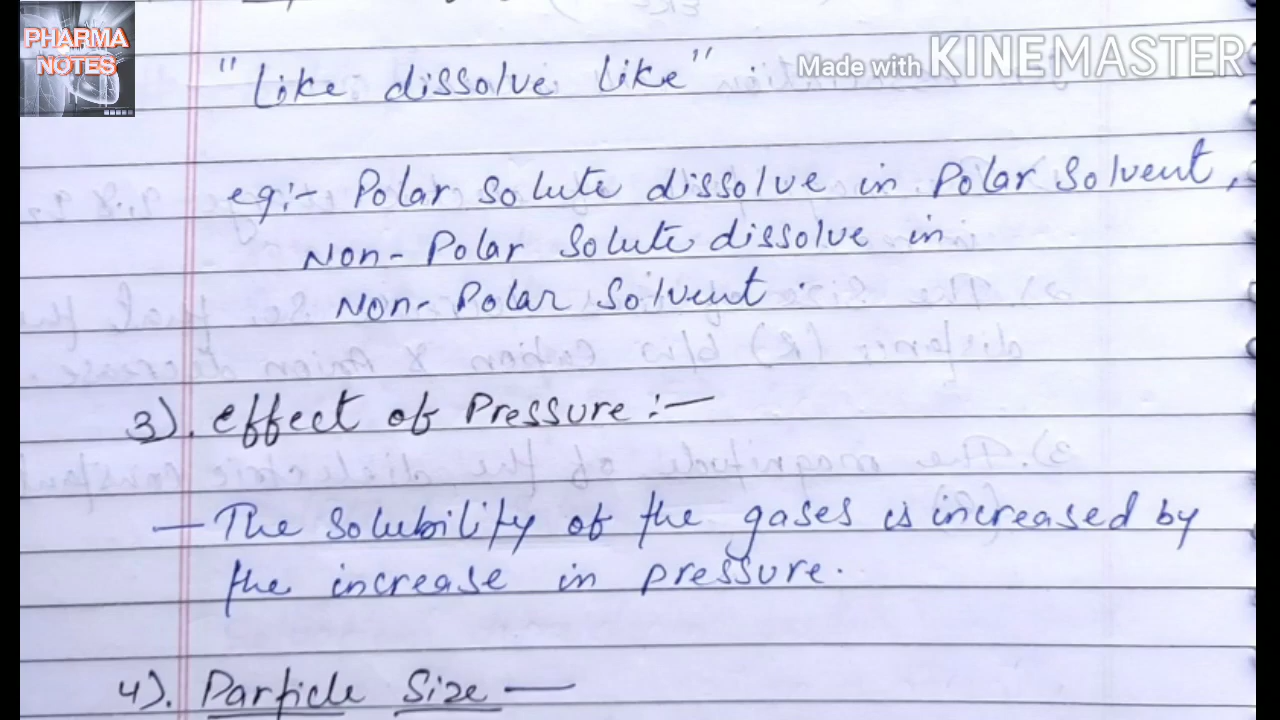 PHARMA
NOTES
Made with KINEMASTER
"Like dissolve like"
eg:- Polar Solute dissolve in Polar Solvent,
Non-Polar Solute dissolve in
Non-Polar Solvent.
3). effect of Pressure :—
— The Solubility of the gases is increased by
the increase in pressure.
4). Particle Size —